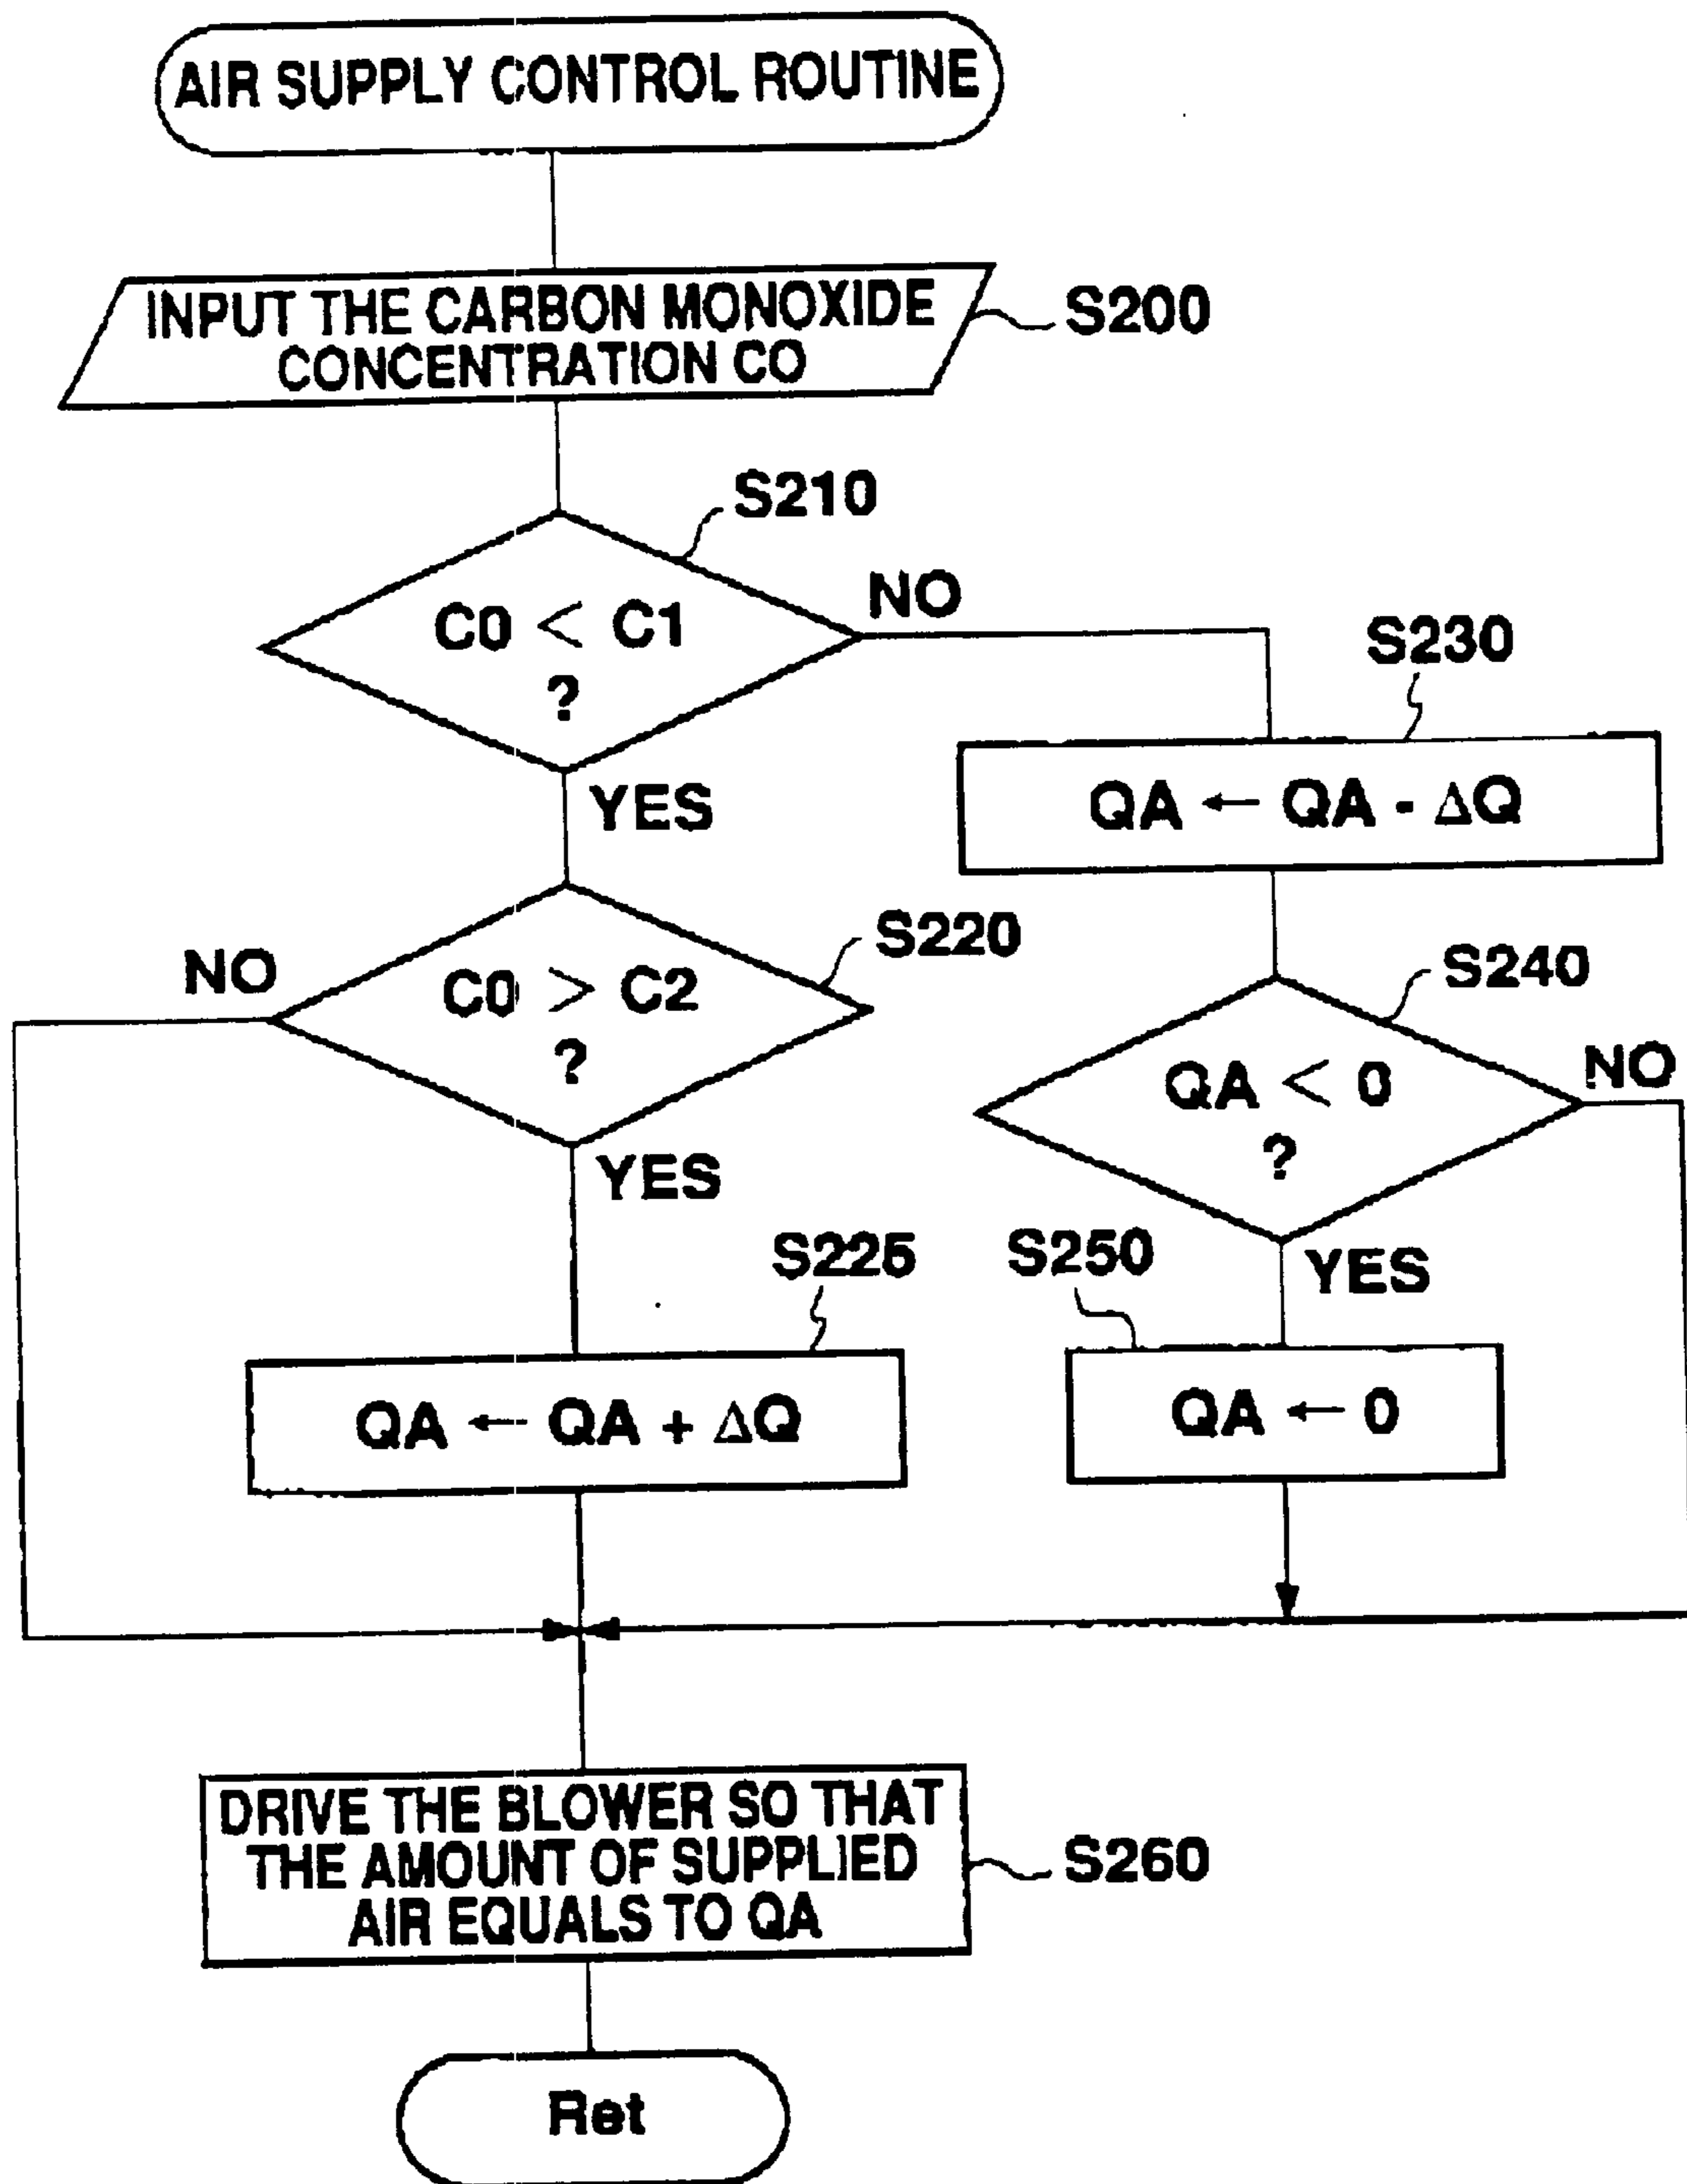 AIR SUPPLY CONTROL ROUTINE
INPUT THE CARBON MONOXIDE
CONCENTRATION CO
S200
S210
C0 < C1
?
NO
YES
S230
QA ← QA - ΔQ
S220
C0 > C2
?
NO
YES
S240
QA < 0
?
NO
YES
S225
QA ← QA + ΔQ
S250
QA ← 0
DRIVE THE BLOWER SO THAT
THE AMOUNT OF SUPPLIED
AIR EQUALS TO QA
S260
Ret